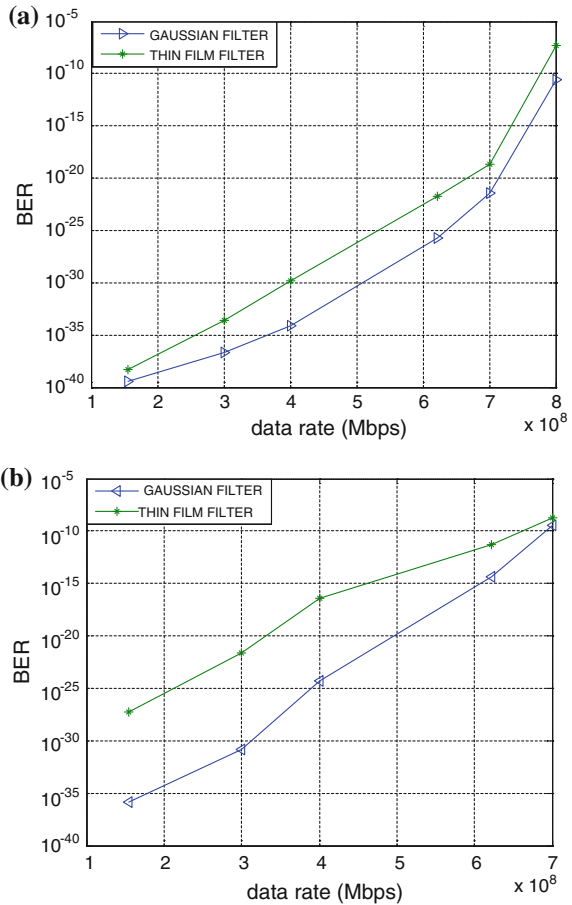 (a)
10^-5
10^-10
10^-15
10^-20
10^-25
10^-30
10^-35
10^-40
BER
GAUSSIAN FILTER
THIN FILM FILTER
1 2 3 4 5 6 7 8
x 10^8
data rate (Mbps)
(b)
10^-5
10^-10
10^-15
10^-20
10^-25
10^-30
10^-35
10^-40
BER
GAUSSIAN FILTER
THIN FILM FILTER
1 2 3 4 5 6 7
x 10^8
data rate (Mbps)